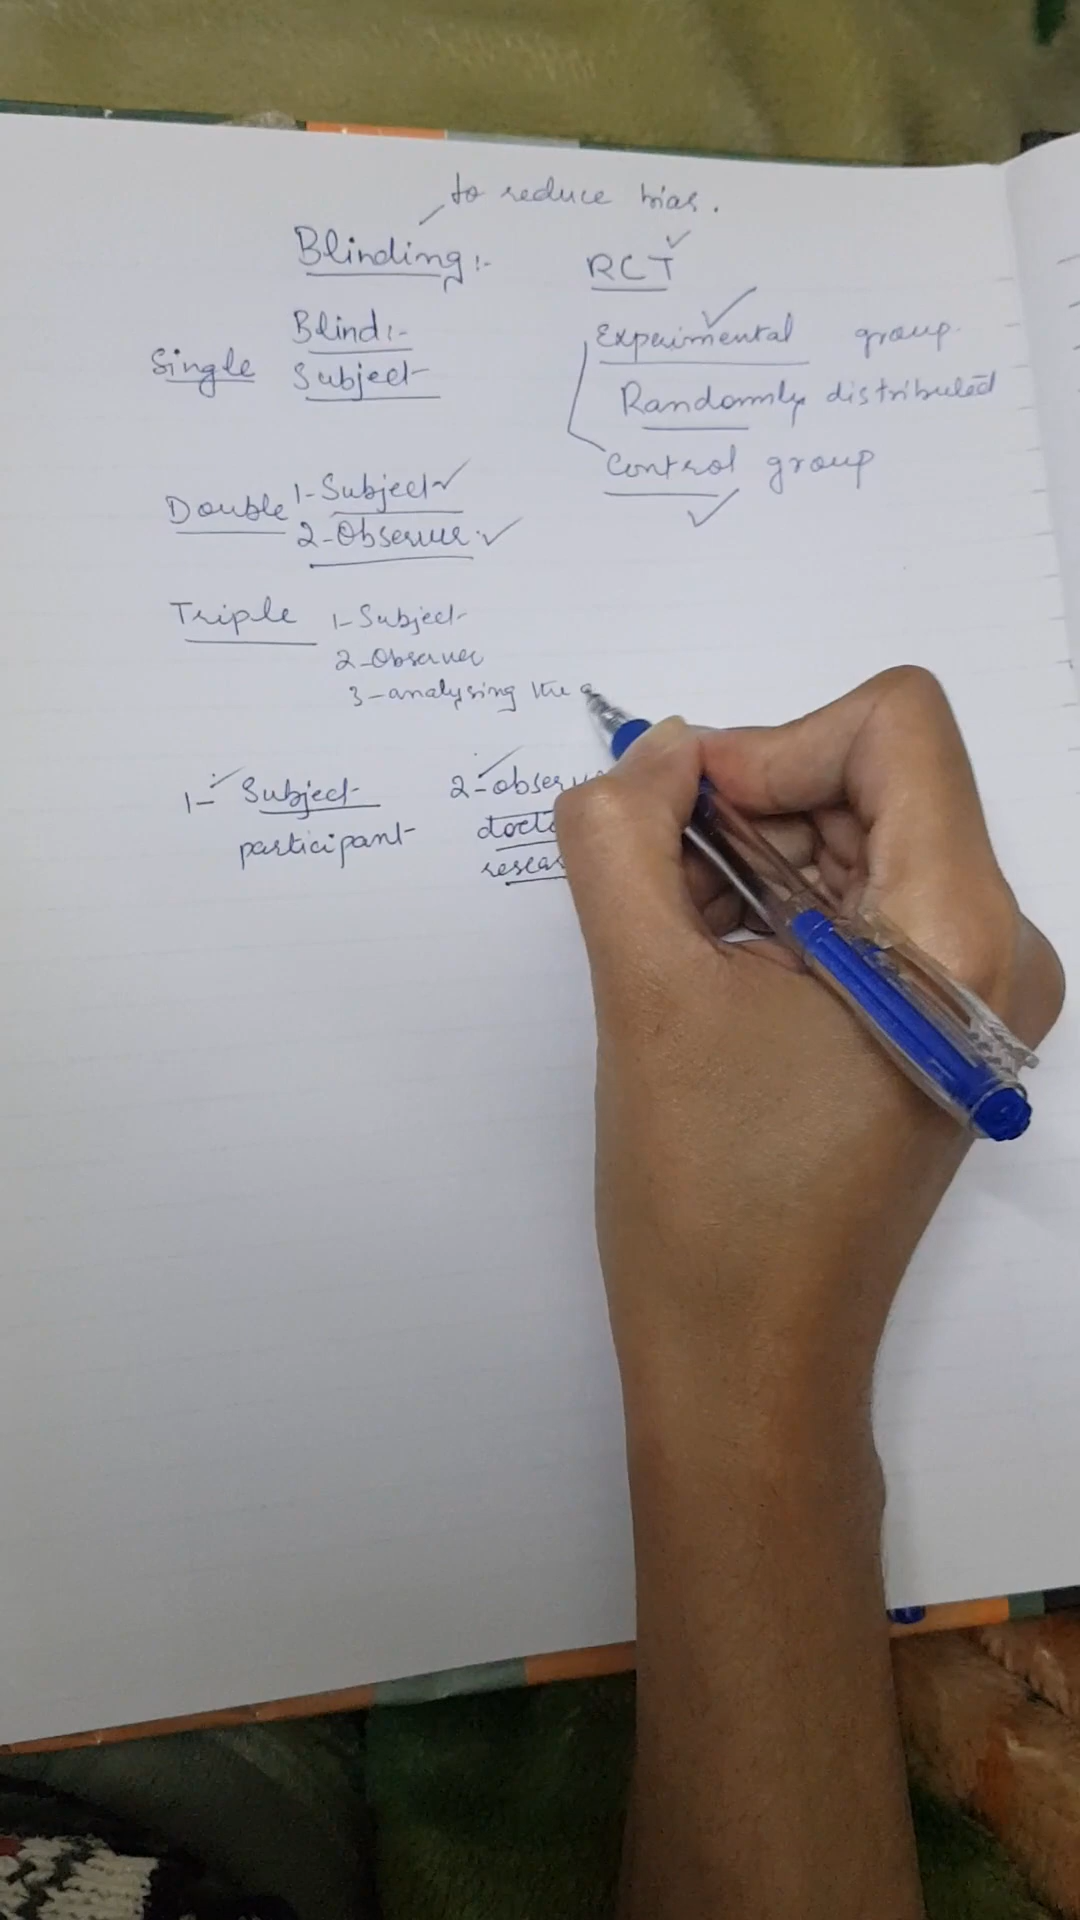 to reduce bias.
Blinding:-
Blind:-
Single Subject
Double 1-Subject
2-Observer
Triple 1-Subject
2-Observer
3-analysing the
1- Subject
participant
2-observe
RCT
Experimental group
Randomly distributed
Control group